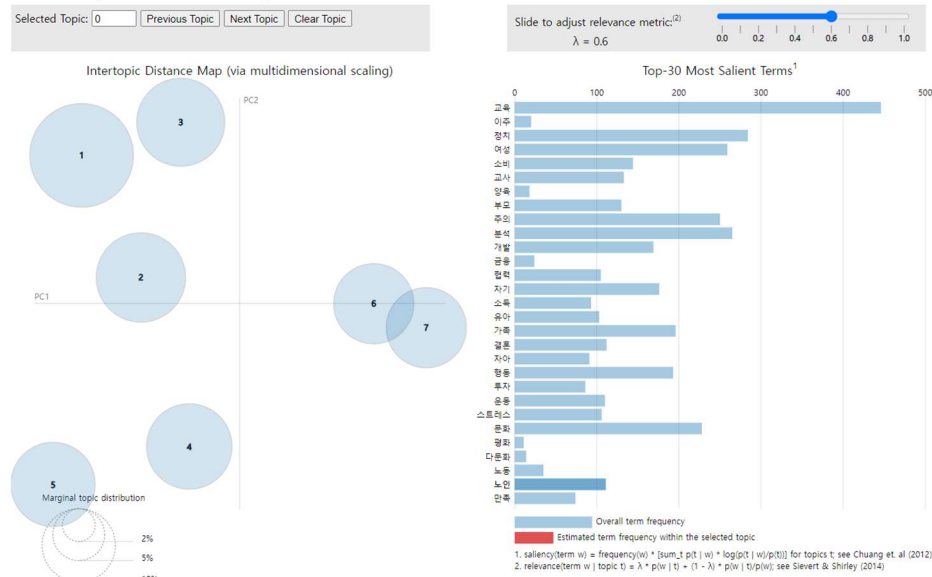 Selected Topic: 0 Previous Topic Next Topic Clear Topic
Slide to adjust relevance metric:(2)
λ = 0.6
0.0 0.2 0.4 0.6 0.8 1.0
Intertopic Distance Map (via multidimensional scaling)
PC2
PC1
1
3
2
6
7
4
5
Marginal topic distribution
2%
5%
Top-30 Most Salient Terms1
0 100 200 300 400 500
교육
이주
정치
여성
소비
교사
양육
부모
주의
분석
개발
금융
협력
자기
소득
유아
가족
결혼
자아
행동
투자
운동
스트레스
문화
평화
다문화
노동
노인
만족
Overall term frequency
Estimated term frequency within the selected topic
1. saliency(term w) = frequency(w) * [sum_t p(t | w) * log(p(t | w)/p(t))] for topics t; see Chuang et. al (2012)
2. relevance(term w | topic t) = λ * p(w | t) + (1 - λ) * p(w | t)/p(w); see Sievert & Shirley (2014)